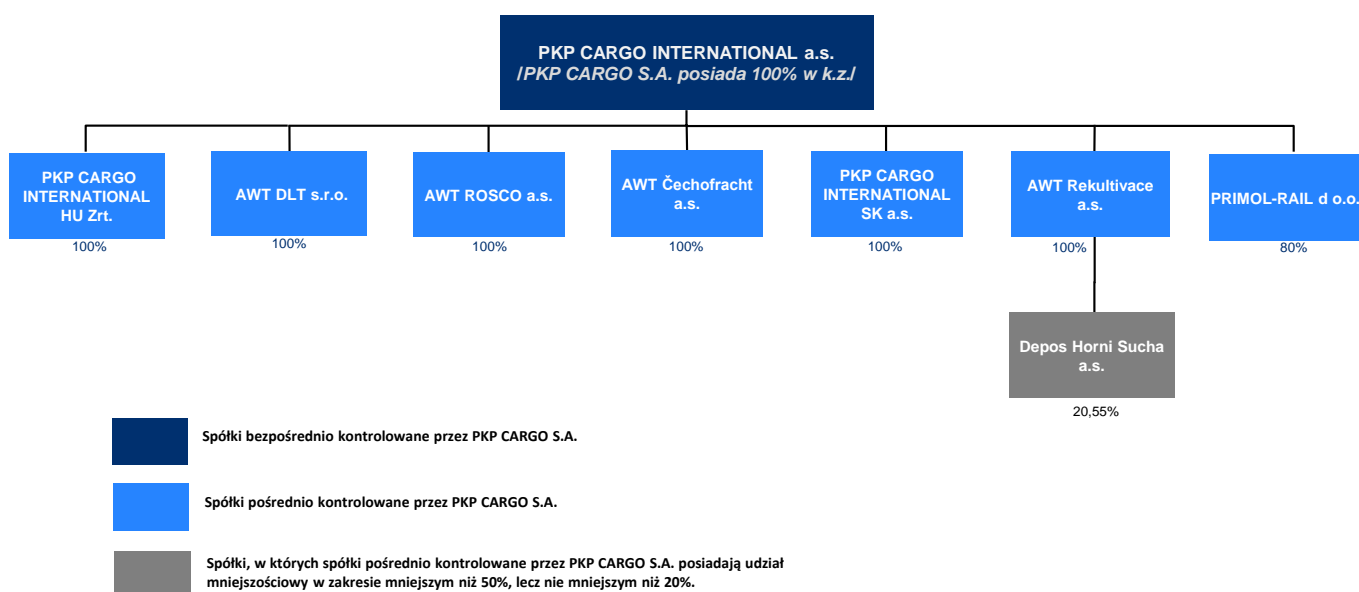 PKP CARGO INTERNATIONAL a.s.
/PKP CARGO S.A. posiada 100% w k.z./
PKP CARGO
INTERNATIONAL
HU Zrt.
100%
AWT DLT s.r.o.
100%
AWT ROSCO a.s.
100%
AWT Čechofracht
a.s.
100%
PKP CARGO
INTERNATIONAL
SK a.s.
100%
AWT Rekultivace
a.s.
100%
PRIMOL-RAIL d o.o.
80%
Depos Horni Sucha
a.s.
20,55%
Spółki bezpośrednio kontrolowane przez PKP CARGO S.A.
Spółki pośrednio kontrolowane przez PKP CARGO S.A.
Spółki, w których spółki pośrednio kontrolowane przez PKP CARGO S.A. posiadają udział
mniejszościowy w zakresie mniejszym niż 50%, lecz nie mniejszym niż 20%.